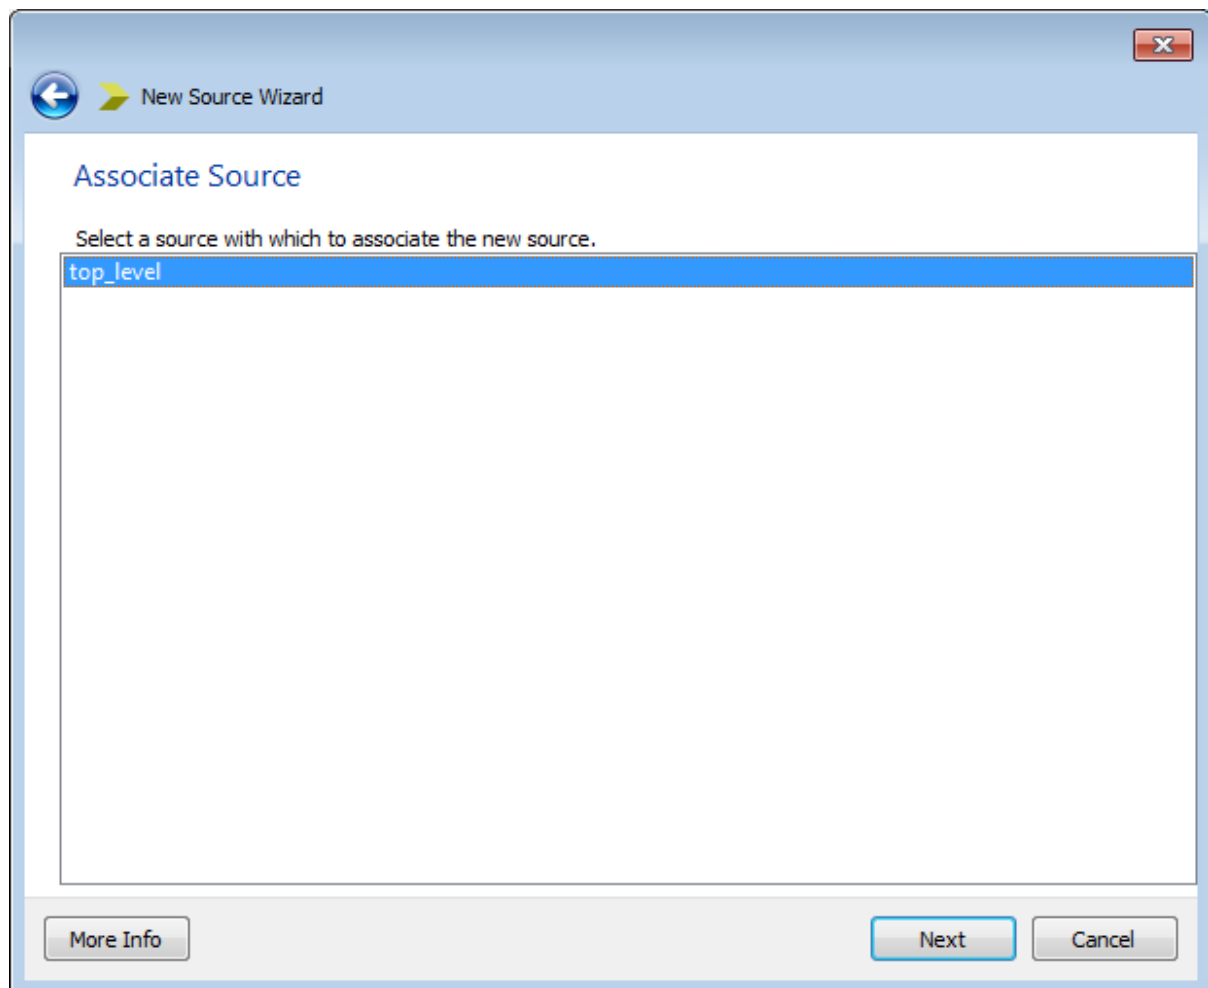 New Source Wizard
Associate Source
Select a source with which to associate the new source.
top_level
More Info
Next
Cancel